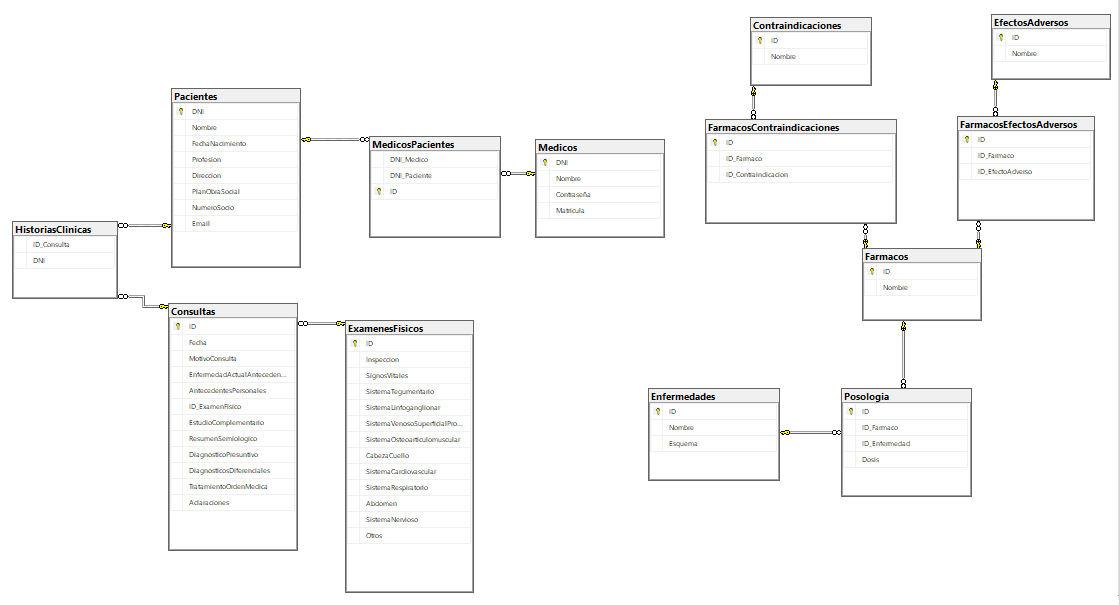 Contraindicaciones
ID
Nombre
EfectosAdversos
ID
Nombre
Pacientes
DNI
Nombre
FechaNacimiento
Profesion
Direccion
PlanObraSocial
NumeroSocio
Email
MedicosPacientes
DNI_Medico
DNI_Paciente
ID
Medicos
DNI
Nombre
Contraseña
Matricula
FarmacosContraindicaciones
ID
ID_Farmaco
ID_Contraindicacion
FarmacosEfectosAdversos
ID
ID_Farmaco
ID_EfectoAdverso
HistoriasClinicas
ID_Consulta
DNI
Farmacos
ID
Nombre
Consultas
ID
Fecha
MotivoConsulta
EnfermedadActualAnteceden...
AntecedentesPersonales
ID_ExamenFisico
EstudioComplementario
ResumenSemiologico
DiagnosticoPresuntivo
DiagnosticosDiferenciales
TratamientoOrdenMedica
Aclaraciones
ExamenesFisicos
ID
Inspeccion
SignosVitales
SistemaTegumentario
SistemaLinfoganglionar
SistemaVenosoSuperficialPro...
SistemaOsteoarticulomuscular
CabezaCuello
SistemaCardiovascular
SistemaRespiratorio
Abdomen
SistemaNervioso
Otros
Enfermedades
ID
Nombre
Esquema
Posologia
ID
ID_Farmaco
ID_Enfermedad
Dosis